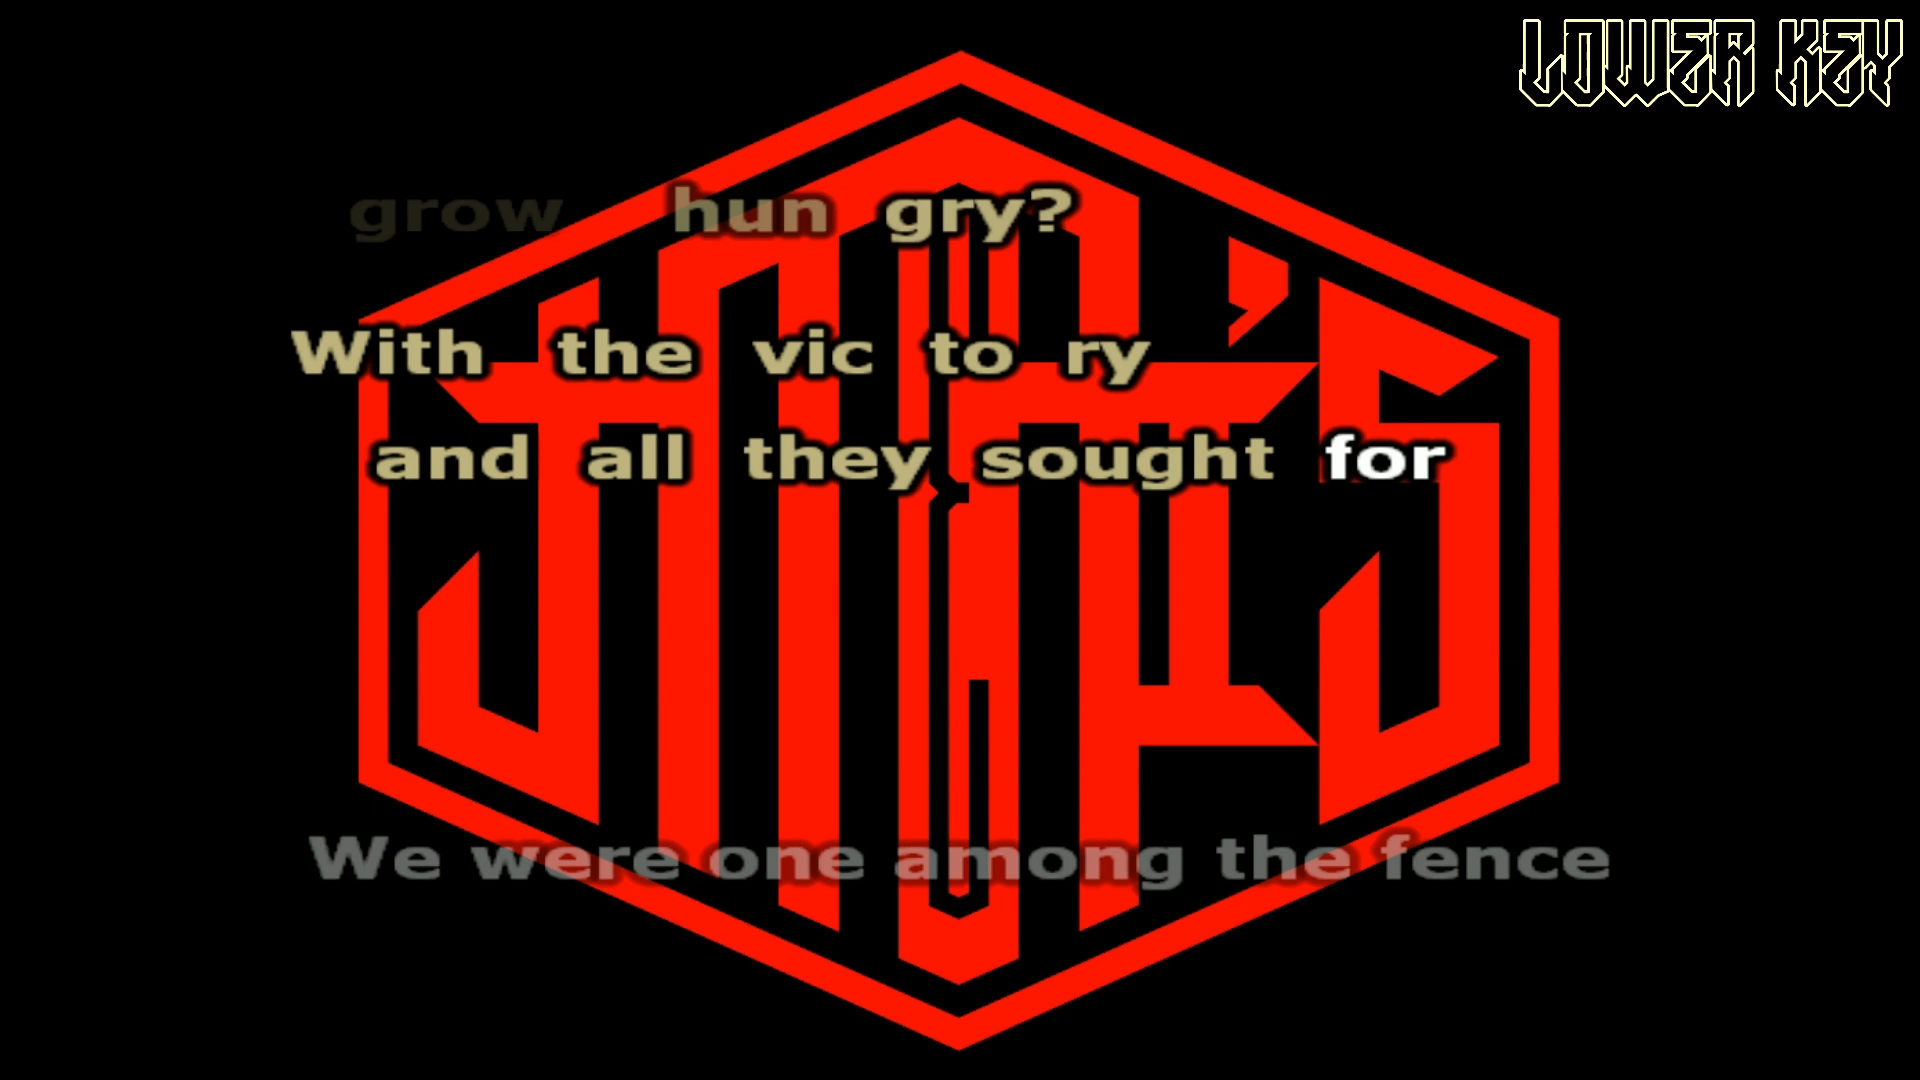 LOWER KEY
grow hun gry?
With the vic to ry
and all they sought for
We were one among the fence